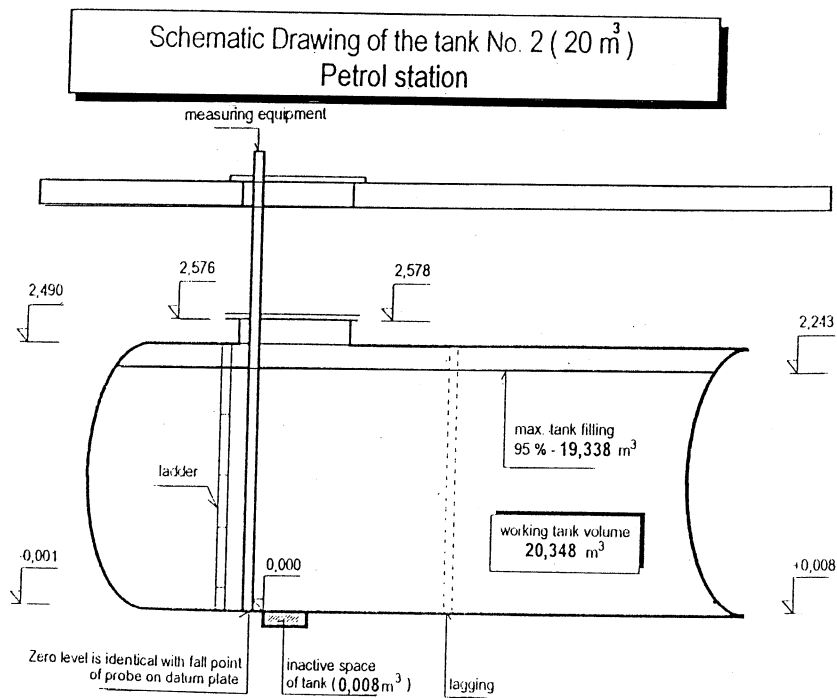 Schematic Drawing of the tank No. 2 ( 20 m³ )
Petrol station
measuring equipment
2,576
2,578
2,490
2,243
max. tank filling
95 % - 19,338 m³
ladder
working tank volume
20,348 m³
-0,001
0,000
+0,008
Zero level is identical with fall point
of probe on datum plate
inactive space
of tank (0,008m³)
lagging